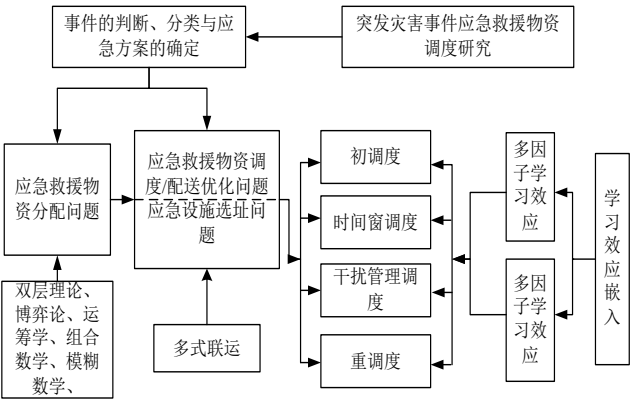 事件的判断、分类与应
急方案的确定
突发灾害事件应急救援物资
调度研究
应急救援物
资分配问题
应急救援物资调
度/配送优化问题
应急设施选址问
题
初调度
时间窗调度
干扰管理调
度
重调度
多因
子学
习效
应
多因
子学
习效
应
学
习
效
应
嵌
入
双层理论、
博弈论、运
筹学、组合
数学、模糊
数学、
多式联运